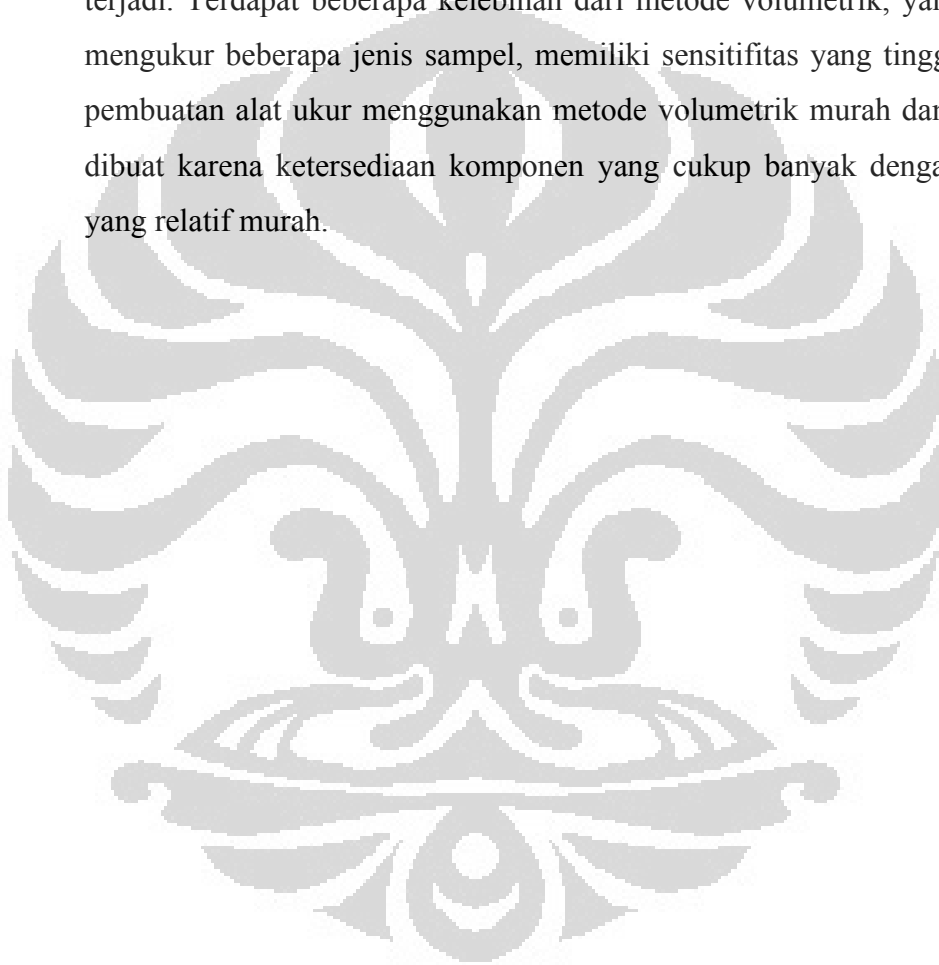 terjadi. Terdapat beberapa kelebihan dari metode volumetrik,
mengukur beberapa jenis sampel, memiliki sensitifitas yang
pembuatan alat ukur menggunakan metode volumetrik murah
dibuat karena ketersediaan komponen yang cukup banyak
yang relatif murah.